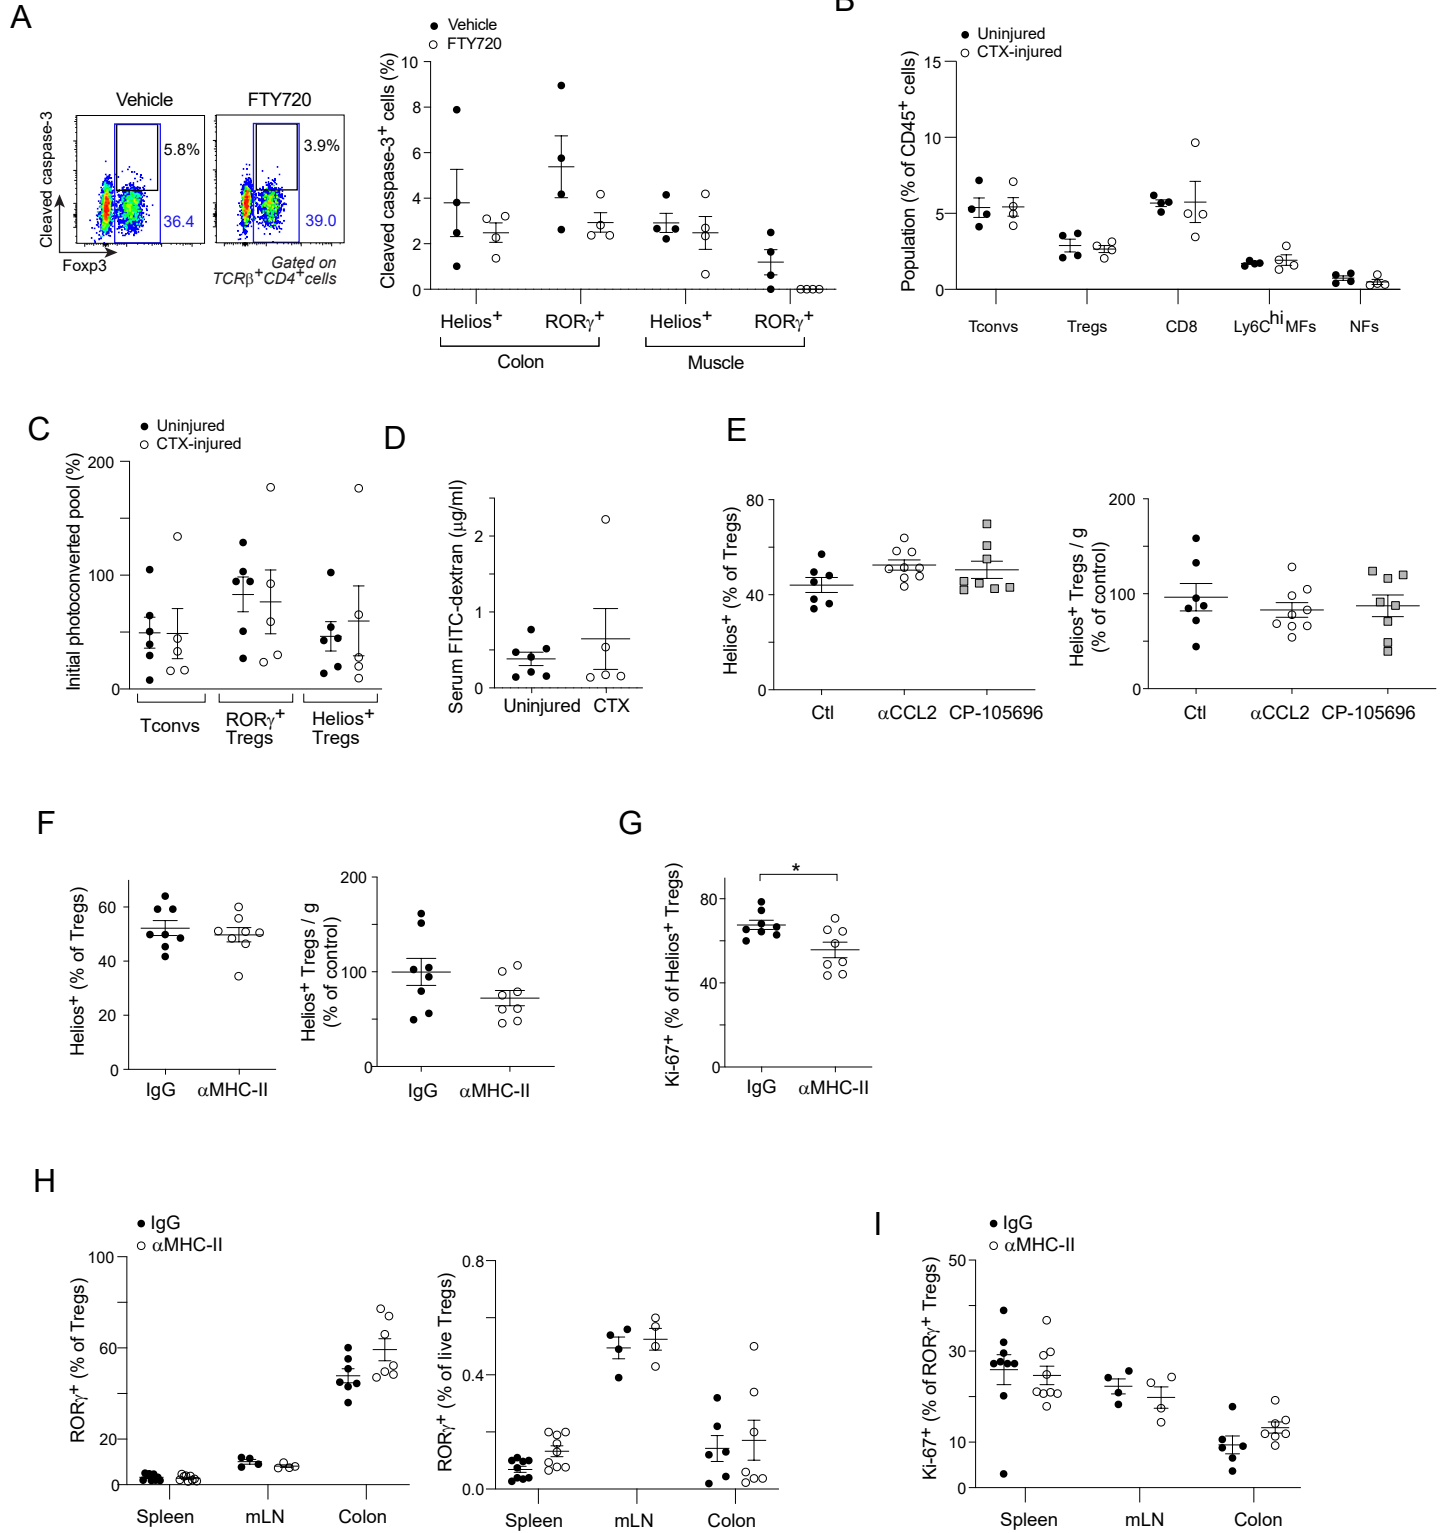 A
Vehicle
FTY720
Cleaved caspase-3
5.8%
36.4
3.9%
39.0
Foxp3
Gated on
TCRβ+CD4+cells
Vehicle
FTY720
Cleaved caspase-3+ cells (%)
10
8
6
4
2
0
Helios+
RORγ+
Helios+
RORγ+
Colon
Muscle
B
Uninjured
CTX-injured
Population (% of CD45+ cells)
15
10
5
0
Tconvs
Tregs
CD8
Ly6ChiMFs
NFs
C
Uninjured
CTX-injured
Initial photoconverted pool (%)
200
100
0
Tconvs
RORγ+
Tregs
Helios+
Tregs
D
Serum FITC-dextran (μg/ml)
2
1
0
Uninjured
CTX
E
Helios+ (% of Tregs)
80
40
0
Ctl
αCCL2
CP-105696
Helios+ Tregs / g
(% of control)
200
100
0
Ctl
αCCL2
CP-105696
F
Helios+ (% of Tregs)
60
40
20
0
IgG
αMHC-II
Helios+ Tregs / g
(% of control)
200
100
0
IgG
αMHC-II
G
Ki-67+ (% of Helios+ Tregs)
80
40
0
*
IgG
αMHC-II
H
IgG
αMHC-II
RORγ+ (% of Tregs)
100
60
20
0
Spleen
mLN
Colon
RORγ+ (% of live Tregs)
0.8
0.4
0.0
Spleen
mLN
Colon
I
IgG
αMHC-II
Ki-67+ (% of RORγ+ Tregs)
50
30
10
0
Spleen
mLN
Colon